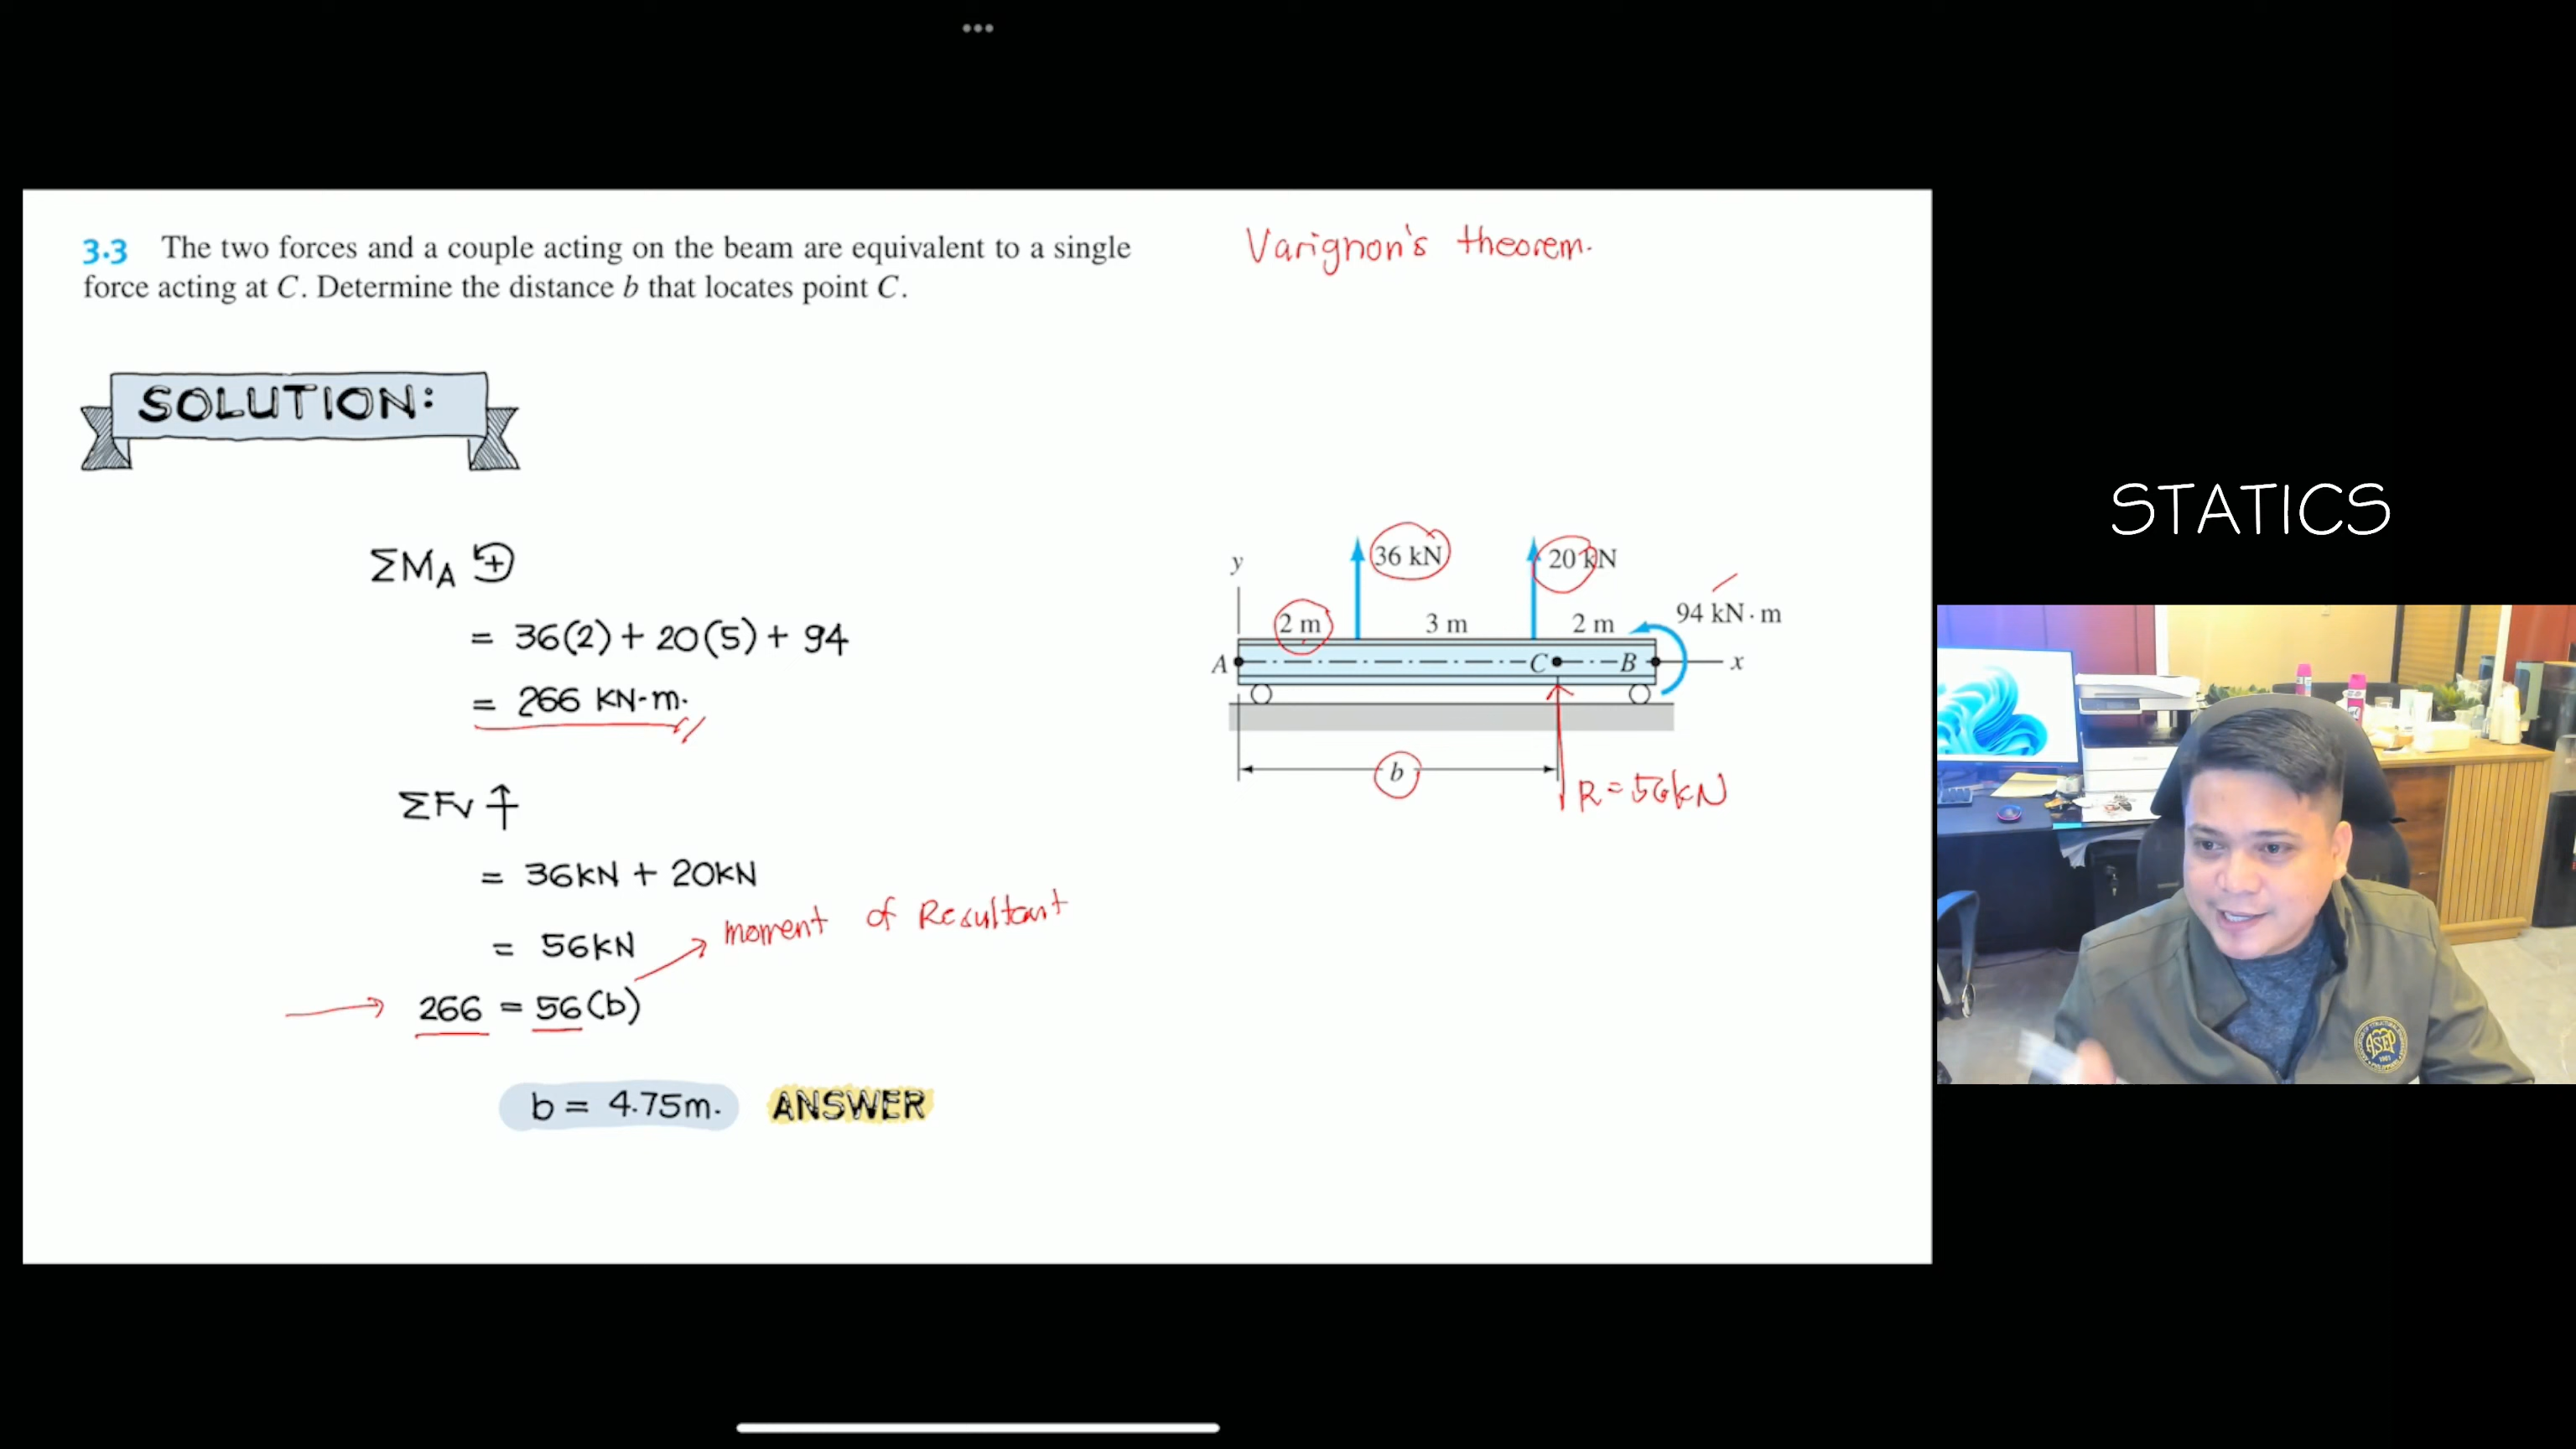 3.3 The two forces and a couple acting on the beam are equivalent to a single
force acting at C. Determine the distance b that locates point C.
Varignon's theorem.
SOLUTION:
ΣMA +
= 36(2) + 20(5) + 94
= 266 KN-m.
ΣFv ↑
= 36kN + 20kN
= 56kN
moment of Resultant
266 = 56(b)
b = 4.75m. ANSWER
y
36 kN
20 kN
94 kN·m
2 m
3 m
2 m
A
C
B
x
b
R = 56kN
STATICS
ASEP